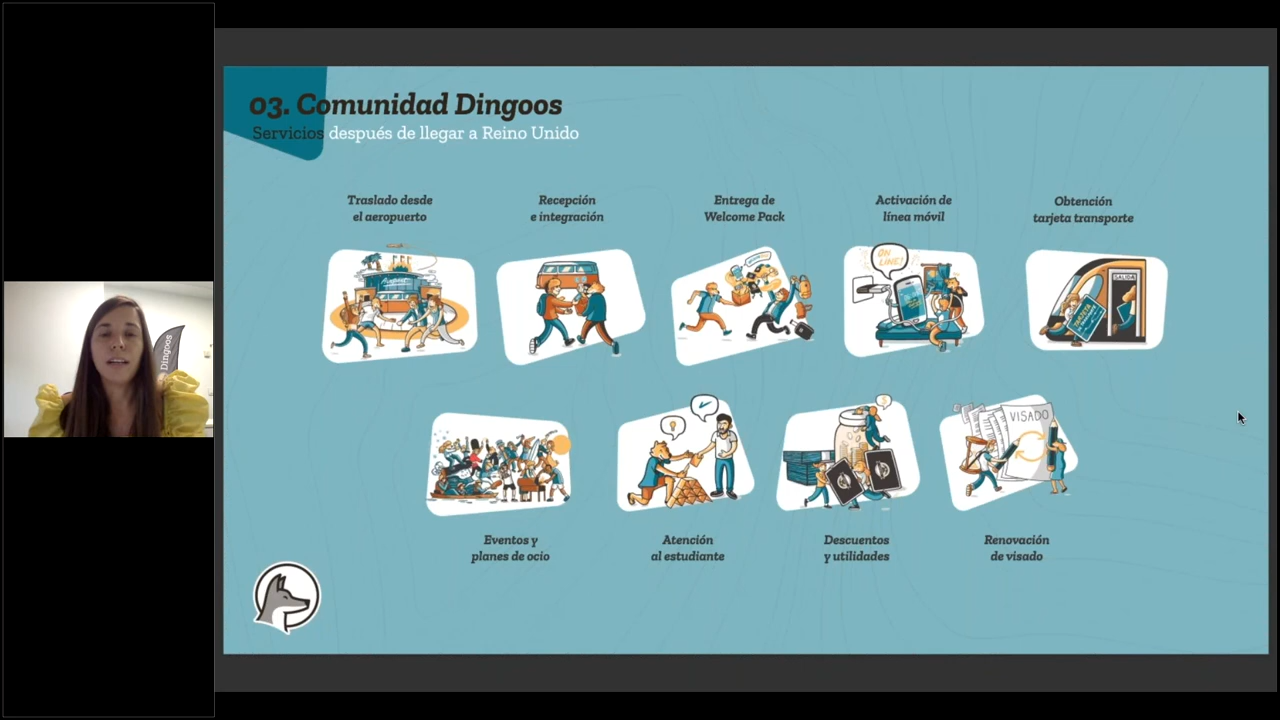 03. Comunidad Dingoos
Servicios después de llegar a Reino Unido
Traslado desde
el aeropuerto
Recepción
e integración
Entrega de
Welcome Pack
Activación de
línea móvil
Obtención
tarjeta transporte
ON
LINE!
SALIDA
TARJETA
VISADO
Dingoos
Eventos y
planes de ocio
Atención
al estudiante
Descuentos
y utilidades
Renovación
de visado